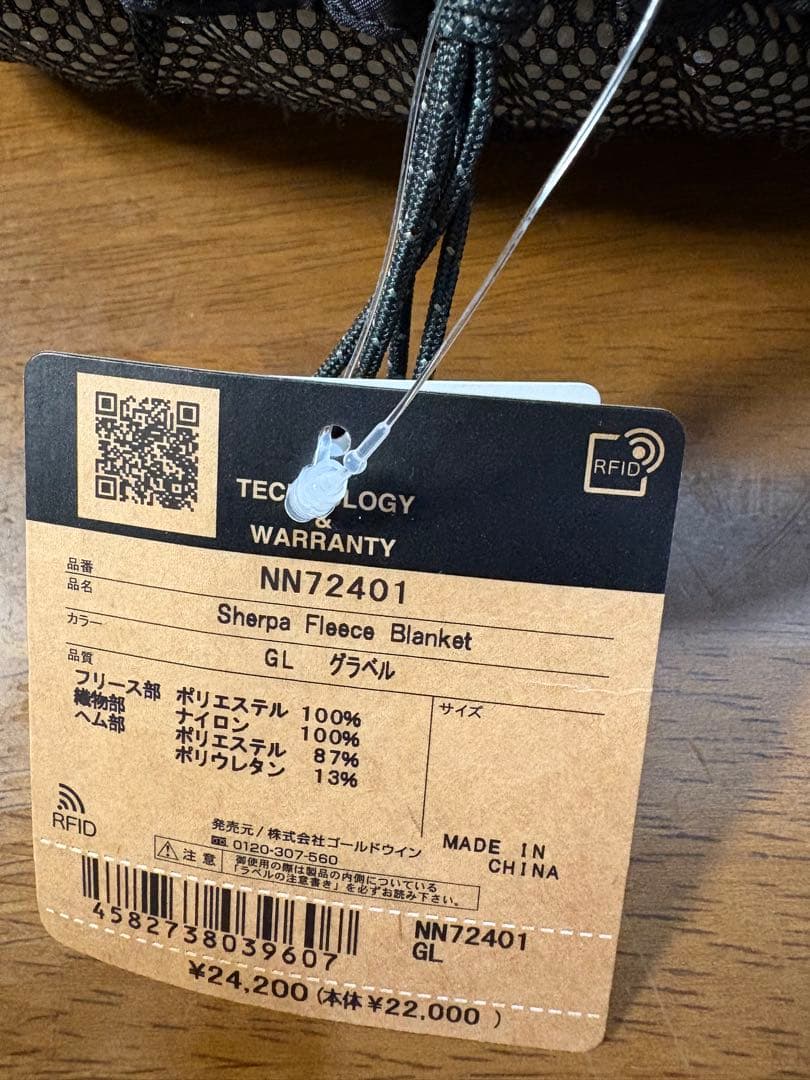 RFID
TECHNOLOGY
&
WARRANTY
品番 NN72401
品名 Sherpa Fleece Blanket
カラー GL グラベル
品質
フリース部 ポリエステル 100%
織物部 ナイロン 100%
ヘム部 ポリエステル 87%
ポリウレタン 13%
サイズ
RFID
発売元/株式会社ゴールドウイン
0120-307-560
注意 御使用の際は製品の内側についている
「ラベルの注意書き」を必ずお読み下さい。
MADE IN
CHINA
4582738039607
NN72401
GL
¥24,200(本体¥22,000 )